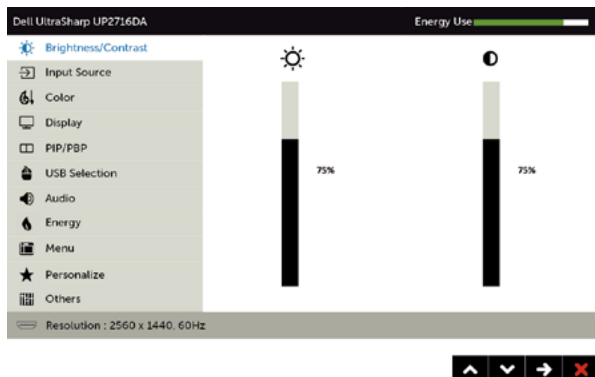 Dell UltraSharp UP2716DA
Energy Use
Brightness/Contrast
Input Source
Color
Display
PIP/PBP
USB Selection
Audio
Energy
Menu
Personalize
Others
75%
75%
Resolution : 2560 x 1440, 60Hz